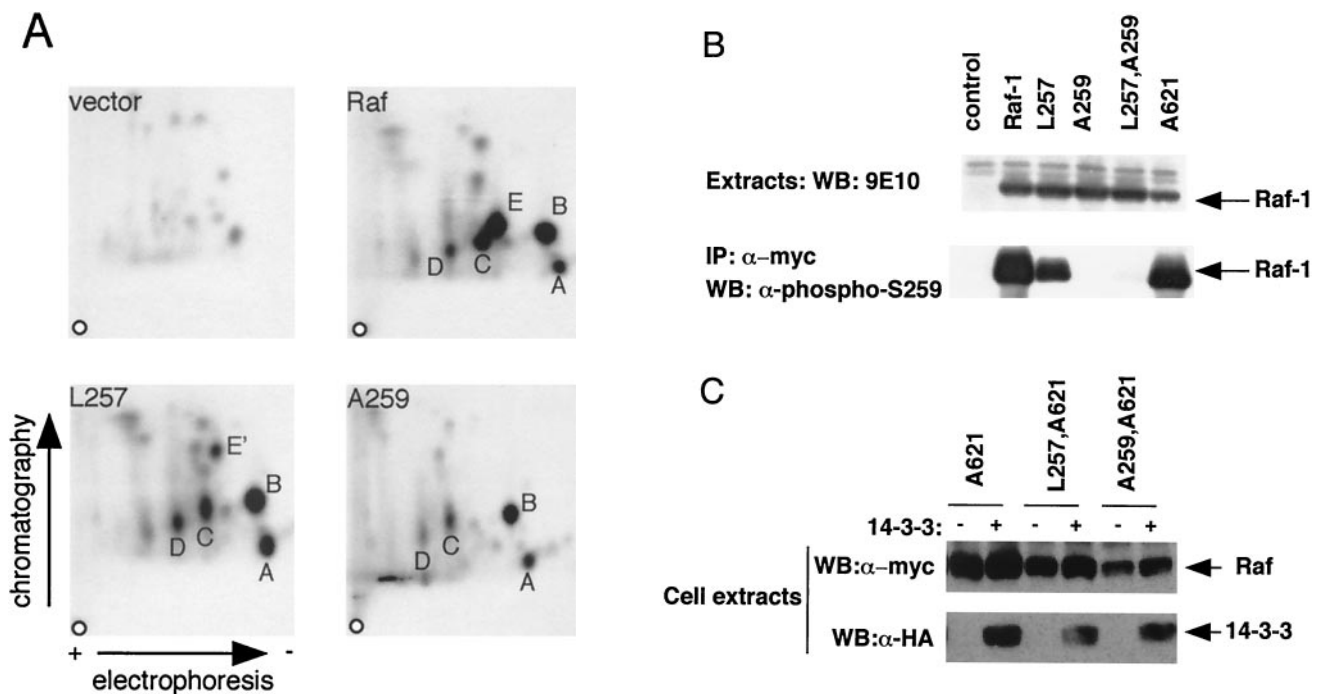 A
vector
Raf
E
B
D
C
A
L257
E'
B
D
C
A
A259
B
D
C
A
chromatography
+
-
electrophoresis
B
control
Raf-1
L257
A259
L257,A259
A621
Extracts: WB: 9E10
Raf-1
IP: α-myc
WB: α-phospho-S259
Raf-1
C
A621
L257,A621
A259,A621
14-3-3: - + - + - +
Cell extracts
WB:α-myc
Raf
WB:α-HA
14-3-3